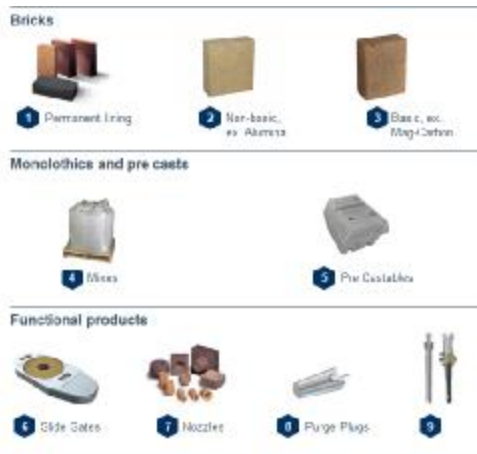 Bricks
1 Permanent lining
2 Non-basic,
ex. Alumina
3 Basic, ex.
Mag-Carbon
Monolothics and pre casts
4 Mixes
5 Pre Castables
Functional products
6 Slide Gates
7 Nozzles
8 Purge Plugs
9